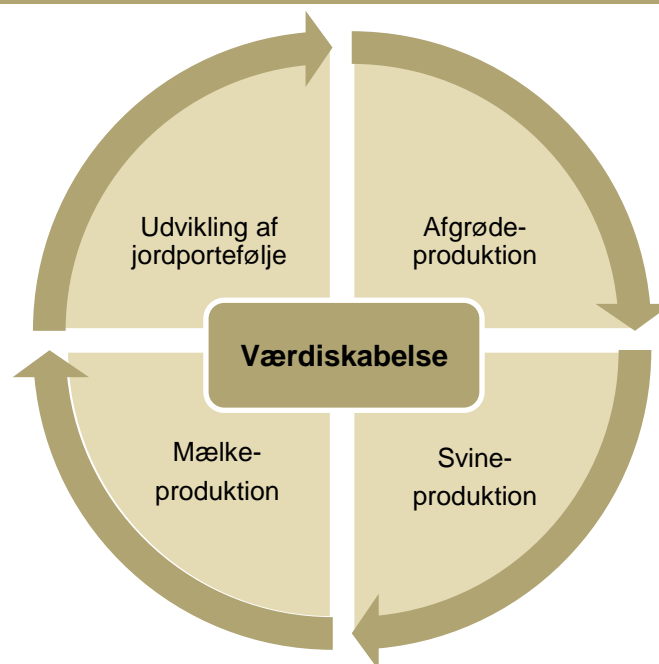 Udvikling af
jordportefølje
Afgrøde-
produktion
Værdiskabelse
Mælke-
produktion
Svine-
produktion